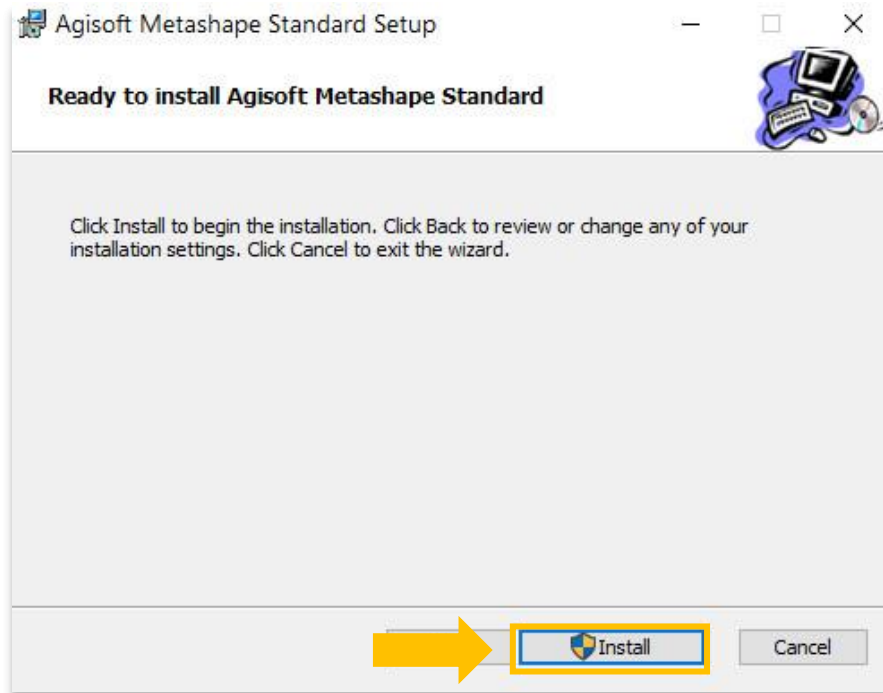 Agisoft Metashape Standard Setup
Ready to install Agisoft Metashape Standard
Click Install to begin the installation. Click Back to review or change any of your
installation settings. Click Cancel to exit the wizard.
Install
Cancel